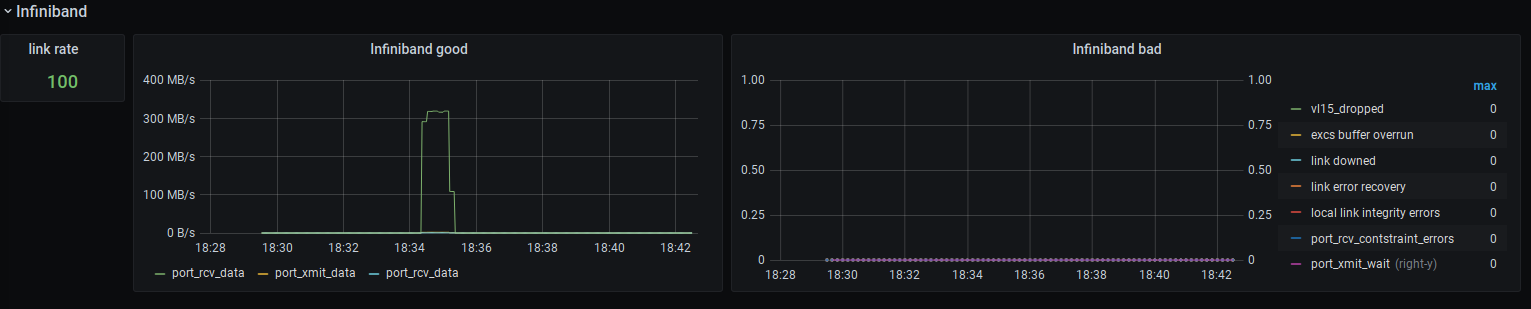 Infiniband
link rate
100
Infiniband good
400 MB/s
300 MB/s
200 MB/s
100 MB/s
0 B/s
18:28 18:30 18:32 18:34 18:36 18:38 18:40 18:42
port_rcv_data port_xmit_data port_rcv_data
Infiniband bad
1.00 1.00
0.75 0.75
0.50 0.50
0.25 0.25
0 0
18:28 18:30 18:32 18:34 18:36 18:38 18:40 18:42
max
vl15_dropped 0
excs buffer overrun 0
link downed 0
link error recovery 0
local link integrity errors 0
port_rcv_contstraint_errors 0
port_xmit_wait (right-y) 0